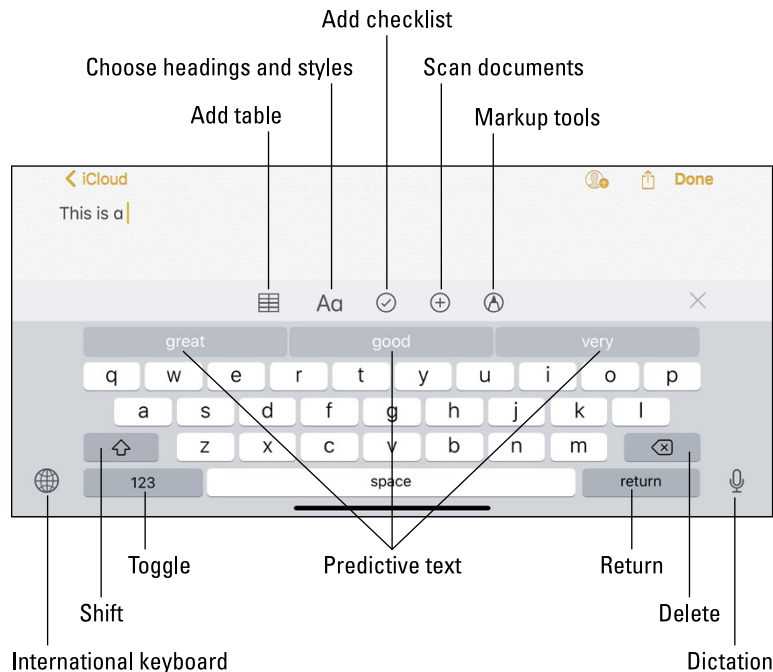 Add checklist
Choose headings and styles Scan documents
Add table Markup tools
iCloud Done
This is a
Aa
great good very
q w e r t y u i o p
a s d f g h j k l
z x c v b n m
123 space return
Toggle Predictive text Return
Shift Delete
International keyboard Dictation